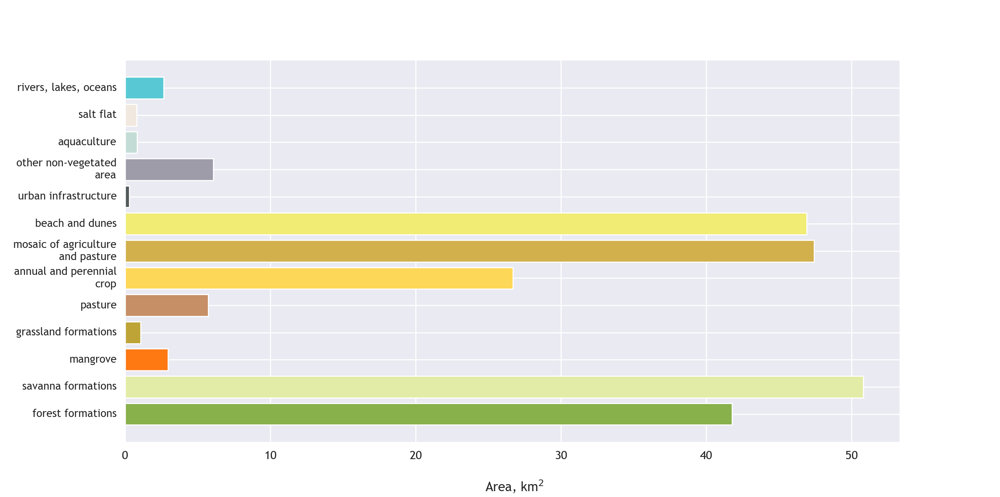 rivers, lakes, oceans
salt flat
aquaculture
other non-vegetated
area
urban infrastructure
beach and dunes
mosaic of agriculture
and pasture
annual and perennial
crop
pasture
grassland formations
mangrove
savanna formations
forest formations
0 10 20 30 40 50
Area, km²